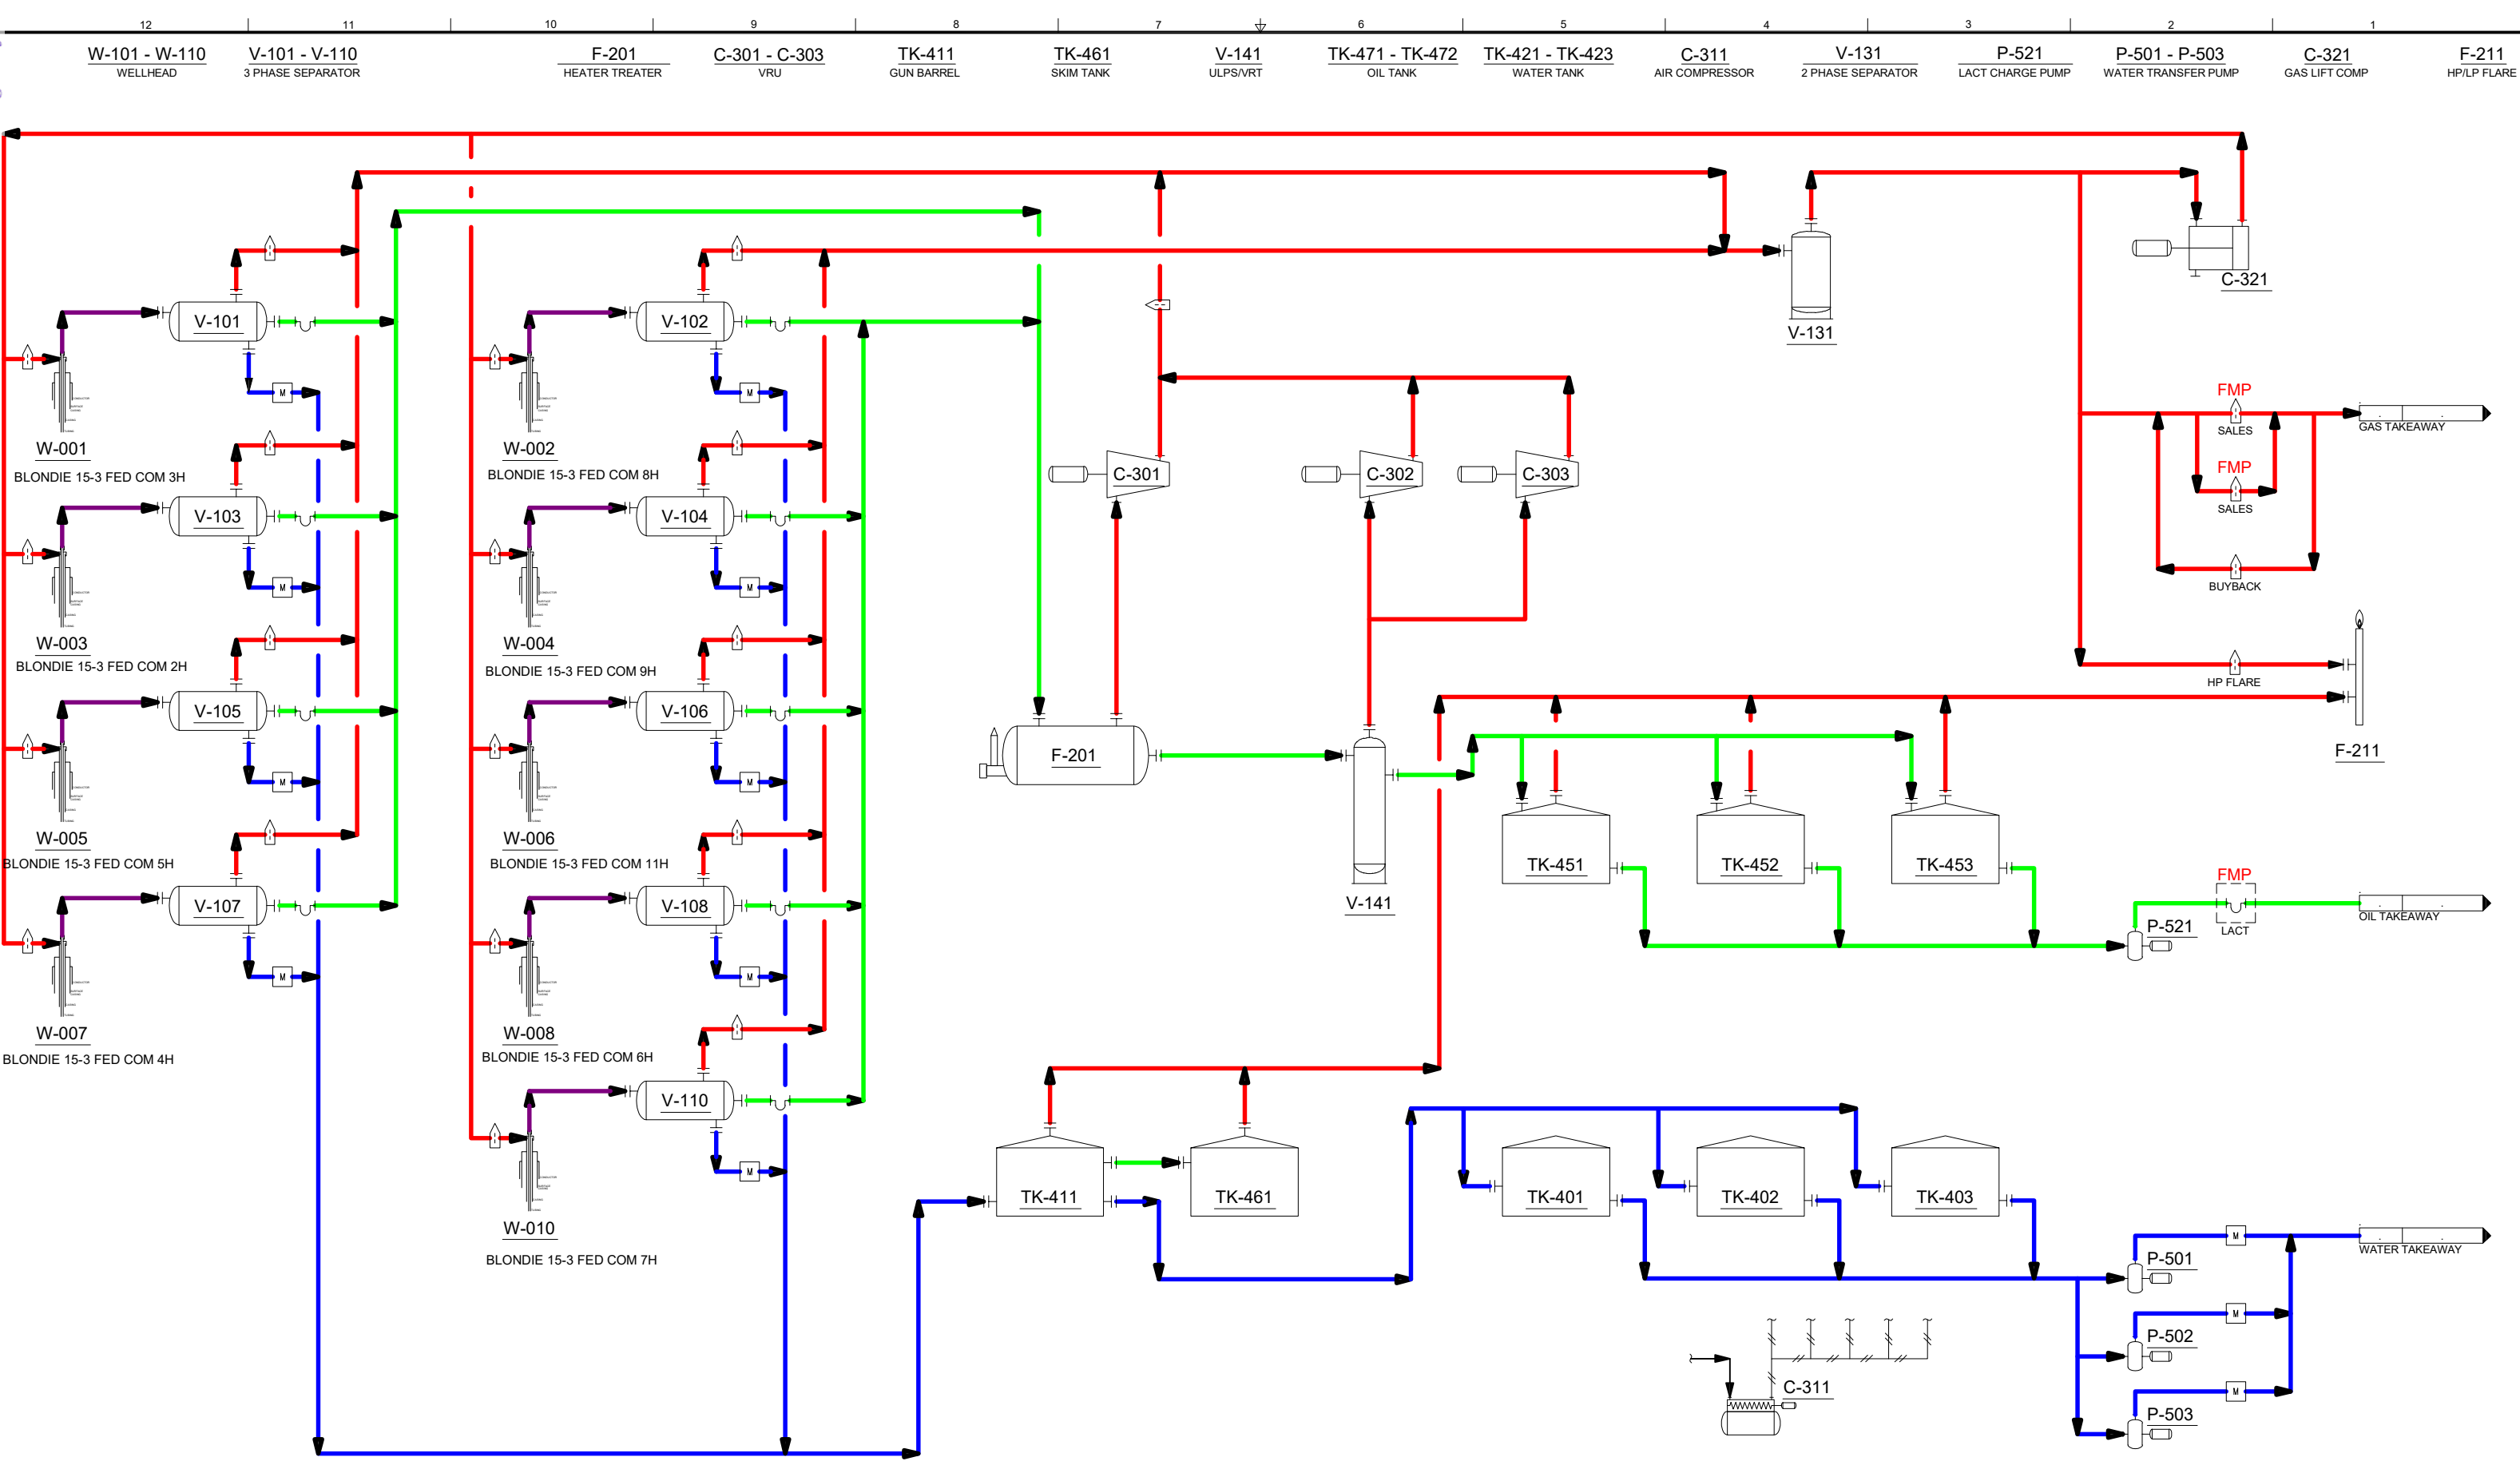 12 11 10 9 8 7 6 5 4 3 2 1
W-101 - W-110 V-101 - V-110 F-201 C-301 - C-303 TK-411 TK-461 V-141 TK-471 - TK-472 TK-421 - TK-423 C-311 V-131 P-521 P-501 - P-503 C-321 F-211
WELLHEAD 3 PHASE SEPARATOR HEATER TREATER VRU GUN BARREL SKIM TANK ULPS/VRT OIL TANK WATER TANK AIR COMPRESSOR 2 PHASE SEPARATOR LACT CHARGE PUMP WATER TRANSFER PUMP GAS LIFT COMP HP/LP FLARE
C-321
V-101 V-102
V-131
M M
FMP
GAS TAKEAWAY
SALES
W-001 W-002
BLONDIE 15-3 FED COM 3H BLONDIE 15-3 FED COM 8H
C-301 C-302 C-303
FMP
SALES
V-103 V-104
M M
BUYBACK
W-003 W-004
BLONDIE 15-3 FED COM 2H BLONDIE 15-3 FED COM 9H
HP FLARE
V-105 V-106
F-201
F-211
M M
W-005 W-006
BLONDIE 15-3 FED COM 5H BLONDIE 15-3 FED COM 11H
TK-451 TK-452 TK-453
FMP
V-107 V-108
V-141
OIL TAKEAWAY
P-521
LACT
M M
W-007 W-008
BLONDIE 15-3 FED COM 4H BLONDIE 15-3 FED COM 6H
V-110
M
TK-411 TK-461 TK-401 TK-402 TK-403
W-010
BLONDIE 15-3 FED COM 7H
M
WATER TAKEAWAY
P-501
M
P-502
C-311
M
P-503